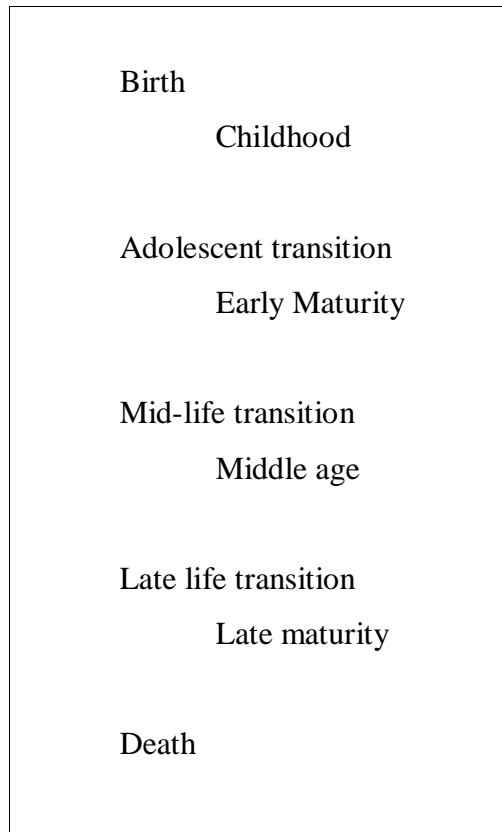 Birth
Childhood
Adolescent transition
Early Maturity
Mid-life transition
Middle age
Late life transition
Late maturity
Death